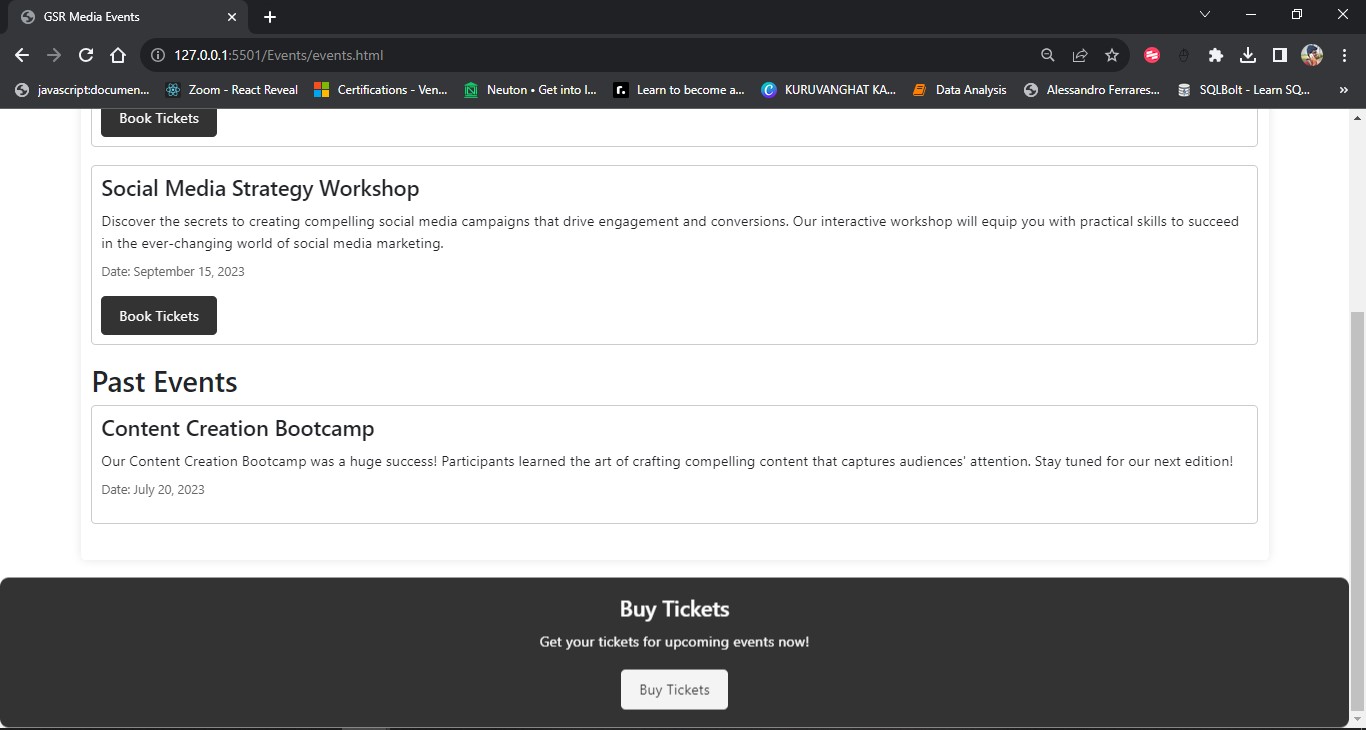 GSR Media Events
127.0.0.1:5501/Events/events.html
javascript:documen...
Zoom - React Reveal
Certifications - Ven...
Neuton • Get into l...
Learn to become a...
KURUVANGHAT KA...
Data Analysis
Alessandro Ferrares...
SQLBolt - Learn SQ...
Book Tickets
Social Media Strategy Workshop
Discover the secrets to creating compelling social media campaigns that drive engagement and conversions. Our interactive workshop will equip you with practical skills to succeed
in the ever-changing world of social media marketing.
Date: September 15, 2023
Book Tickets
Past Events
Content Creation Bootcamp
Our Content Creation Bootcamp was a huge success! Participants learned the art of crafting compelling content that captures audiences' attention. Stay tuned for our next edition!
Date: July 20, 2023
Buy Tickets
Get your tickets for upcoming events now!
Buy Tickets